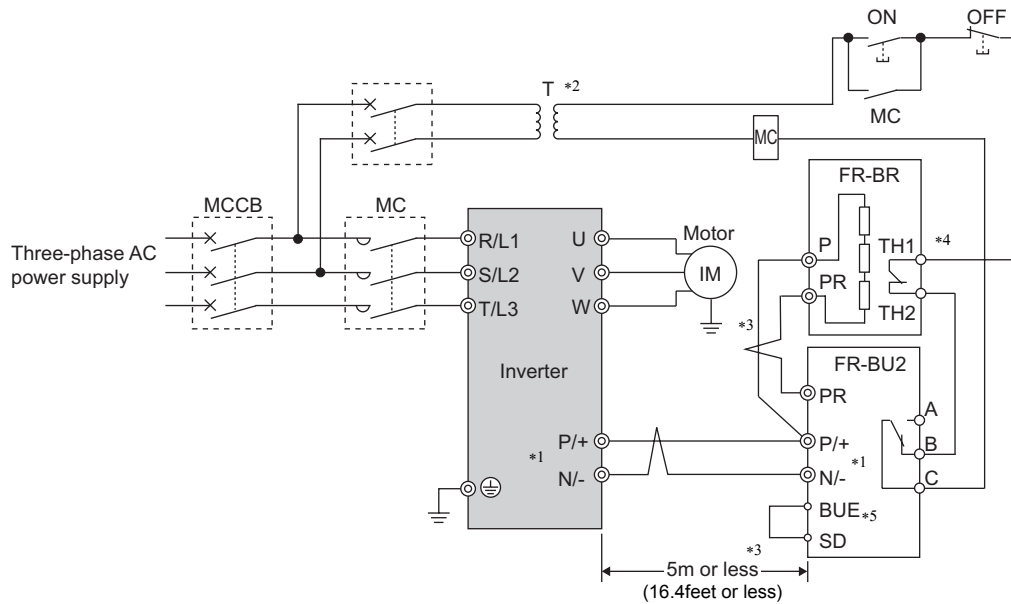 ON
OFF
T *2
MC
MC
FR-BR
MCCB
MC
Three-phase AC
power supply
R/L1
S/L2
T/L3
U
V
W
Motor
IM
P
PR
TH1
TH2
*4
*3
Inverter
FR-BU2
PR
A
B
C
P/+
N/-
*1
P/+
N/-
*1
BUE *5
SD
*3
5m or less
(16.4feet or less)